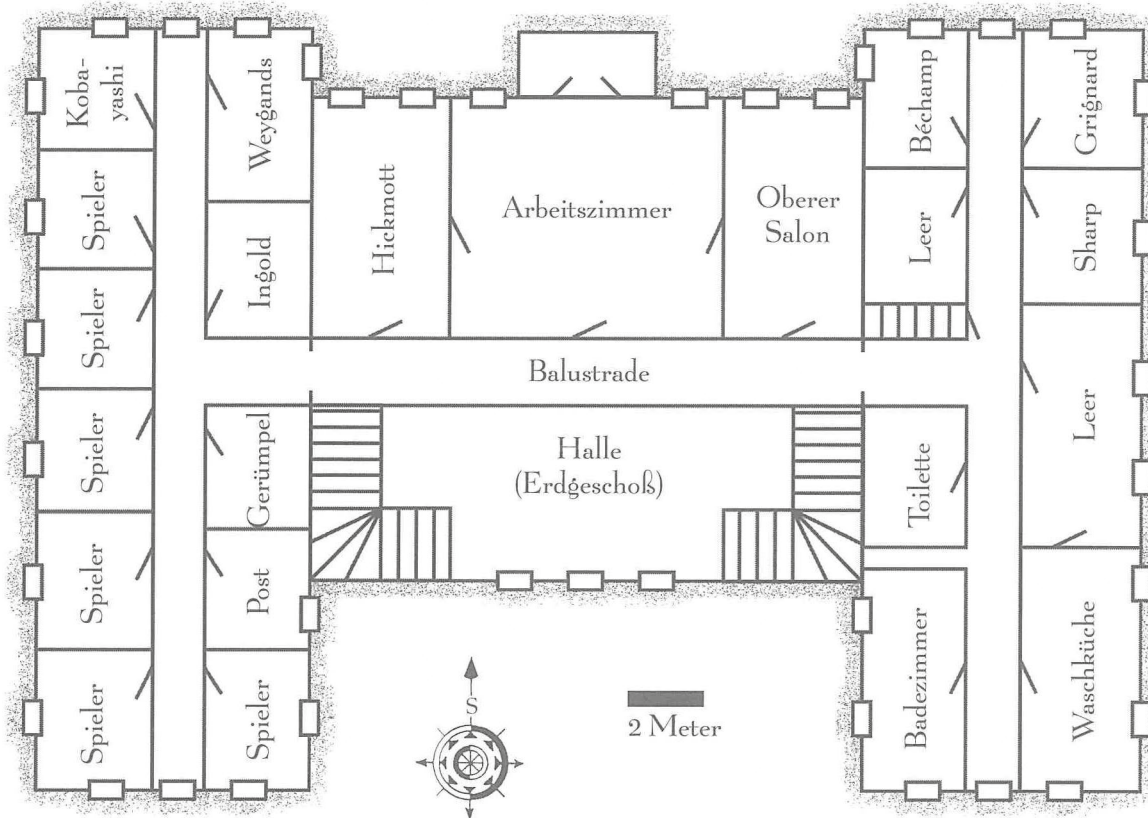 Koba-
yashi
Weygands
Béchamp
Grignard
Spieler
Ingold
Hickmott
Arbeitszimmer
Oberer
Salon
Leer
Sharp
Spieler
Balustrade
Spieler
Gerümpel
Halle
(Erdgeschoß)
Toilette
Leer
Spieler
Post
Spieler
Spieler
S
2 Meter
Badezimmer
Waschküche